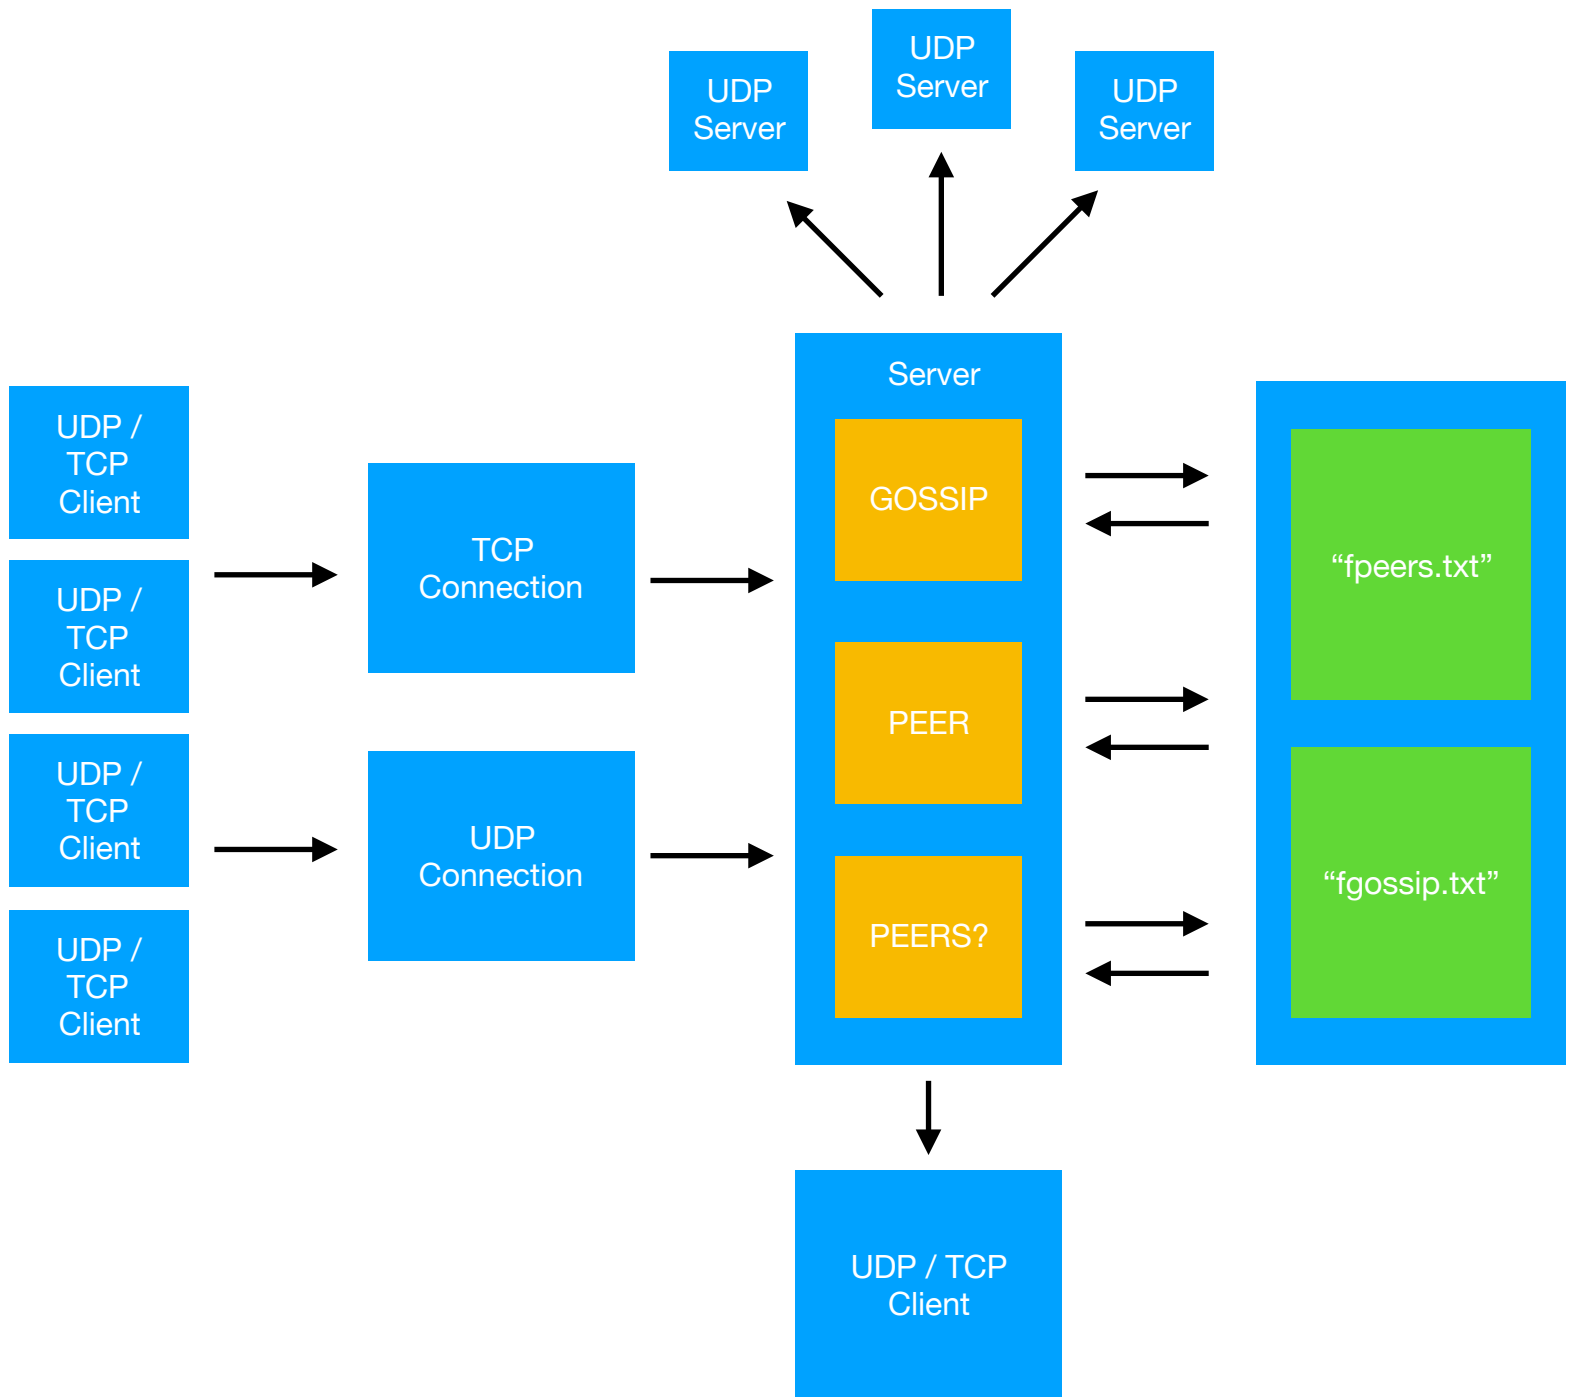 UDP
Server
UDP
Server
UDP
Server
Server
UDP /
TCP
Client
UDP /
TCP
Client
UDP /
TCP
Client
UDP /
TCP
Client
TCP
Connection
UDP
Connection
GOSSIP
PEER
PEERS?
“fpeers.txt”
“fgossip.txt”
UDP / TCP
Client